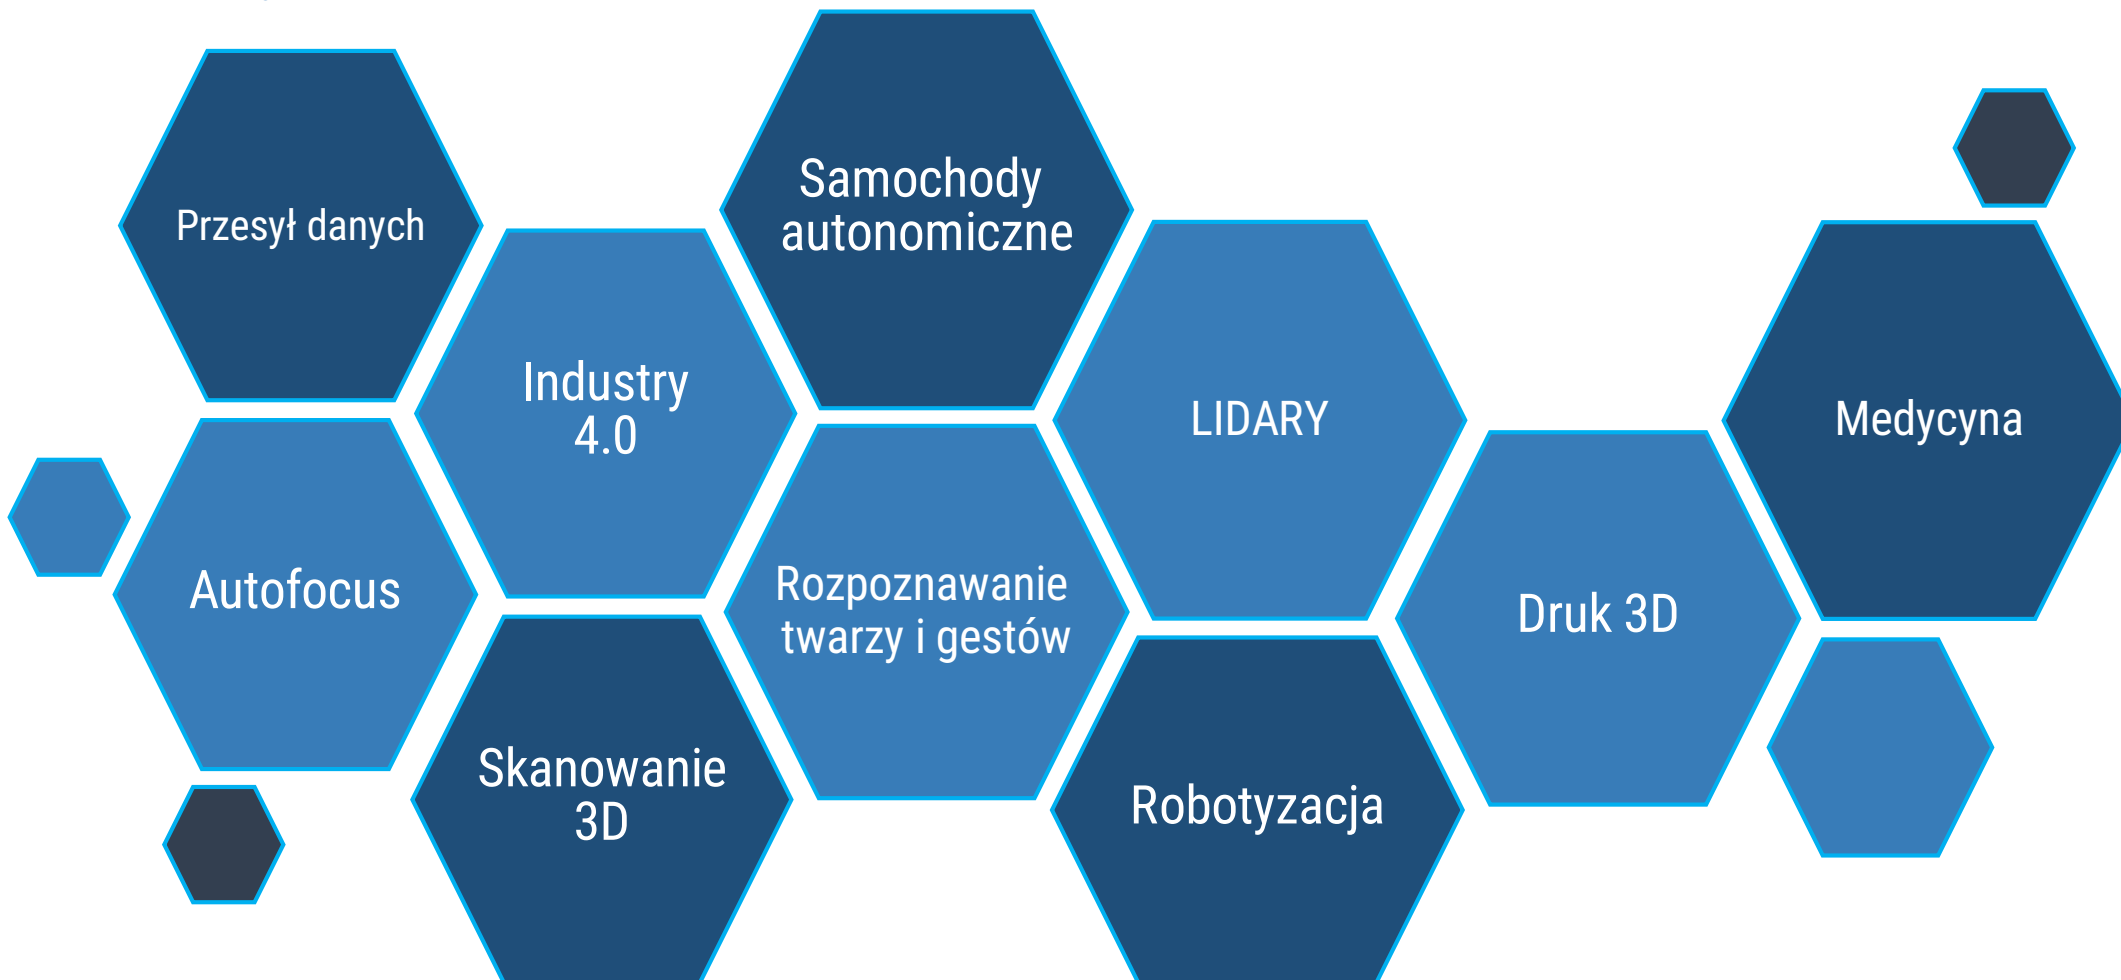 Przesył danych
Samochody
autonomiczne
Industry
4.0
LIDARY
Medycyna
Autofocus
Rozpoznawanie
twarzy i gestów
Druk 3D
Skanowanie
3D
Robotyzacja